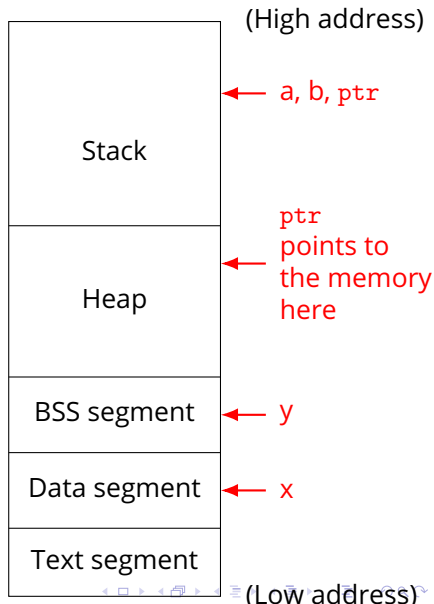 (High address)
a, b, ptr
Stack
ptr
points to
the memory
here
Heap
BSS segment
y
Data segment
x
Text segment
(Low address)